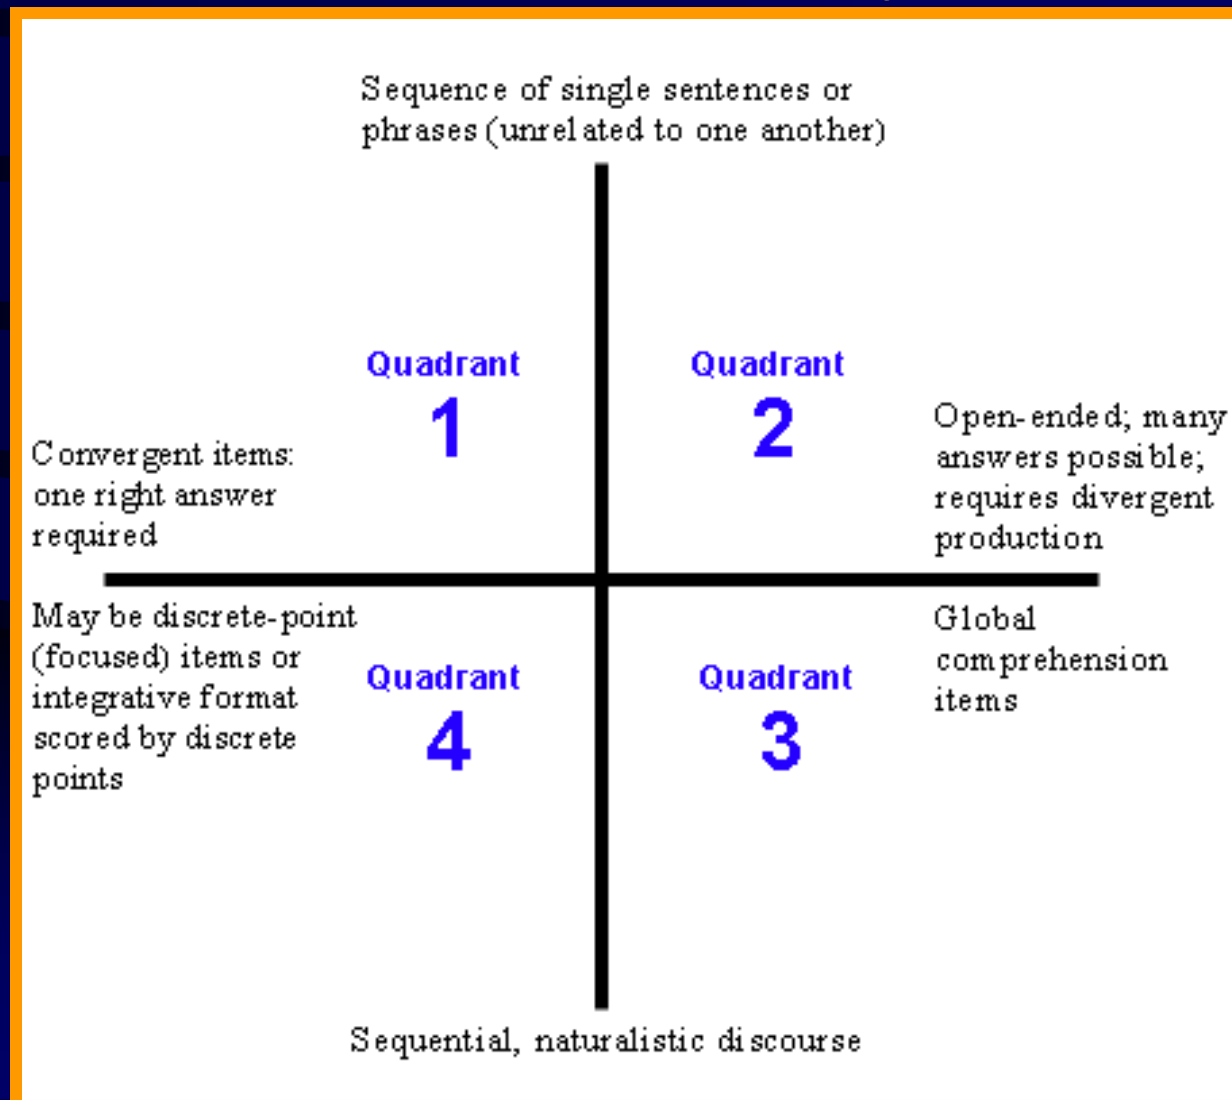 Sequence of single sentences or
phrases (unrelated to one another)
Quadrant
1
Quadrant
2
Convergent items:
one right answer
required
Open-ended; many
answers possible;
requires divergent
production
May be discrete-point
(focused) items or
integrative format
scored by discrete
points
Quadrant
4
Quadrant
3
Global
comprehension
items
Sequential, naturalistic discourse